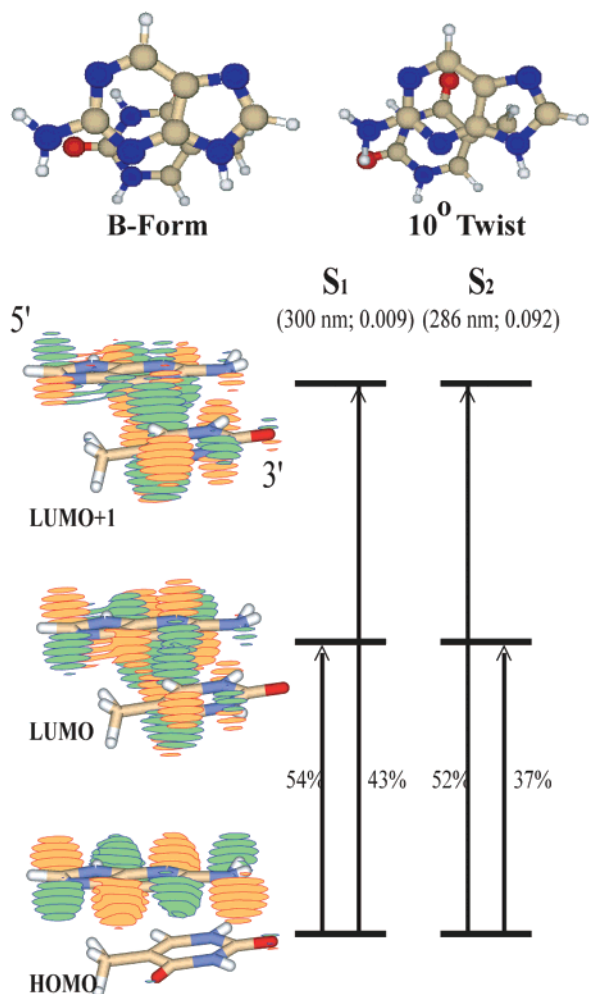 B-Form
10° Twist
S1 S2
(300 nm; 0.009) (286 nm; 0.092)
5'
3'
LUMO+1
LUMO
54% 43% 52% 37%
HOMO